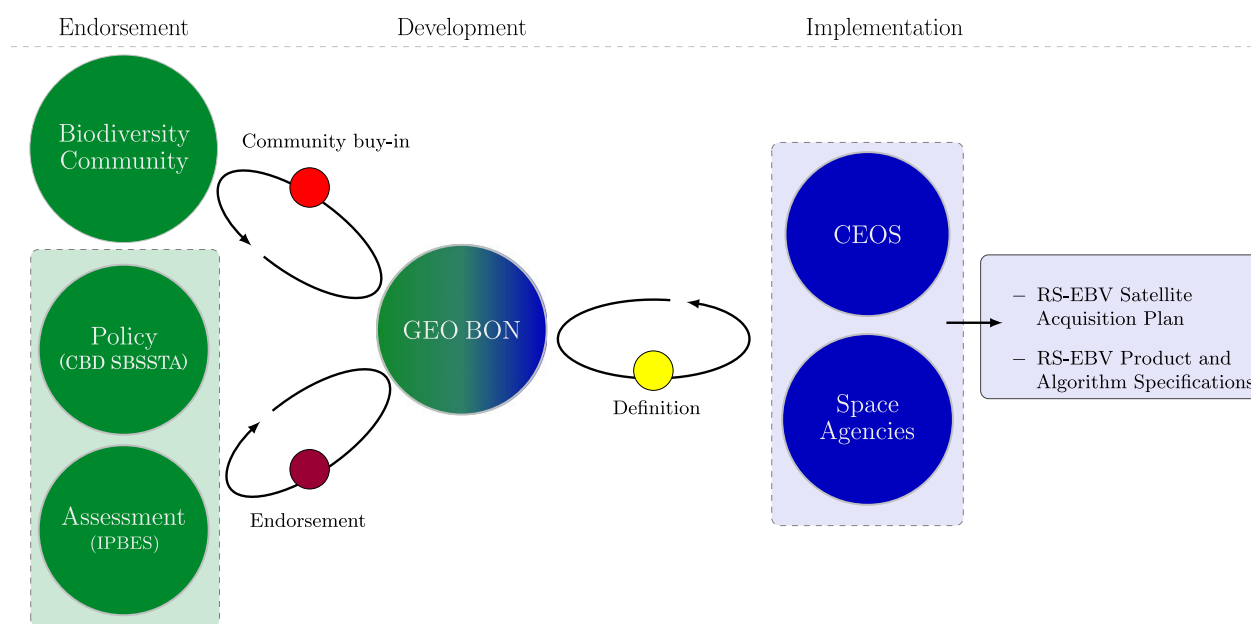 Endorsement
Development
Implementation
Biodiversity
Community
Community buy-in
Policy
(CBD SBSSTA)
Assessment
(IPBES)
Endorsement
GEO BON
Definition
CEOS
Space
Agencies
– RS-EBV Satellite
Acquisition Plan
– RS-EBV Product and
Algorithm Specifications